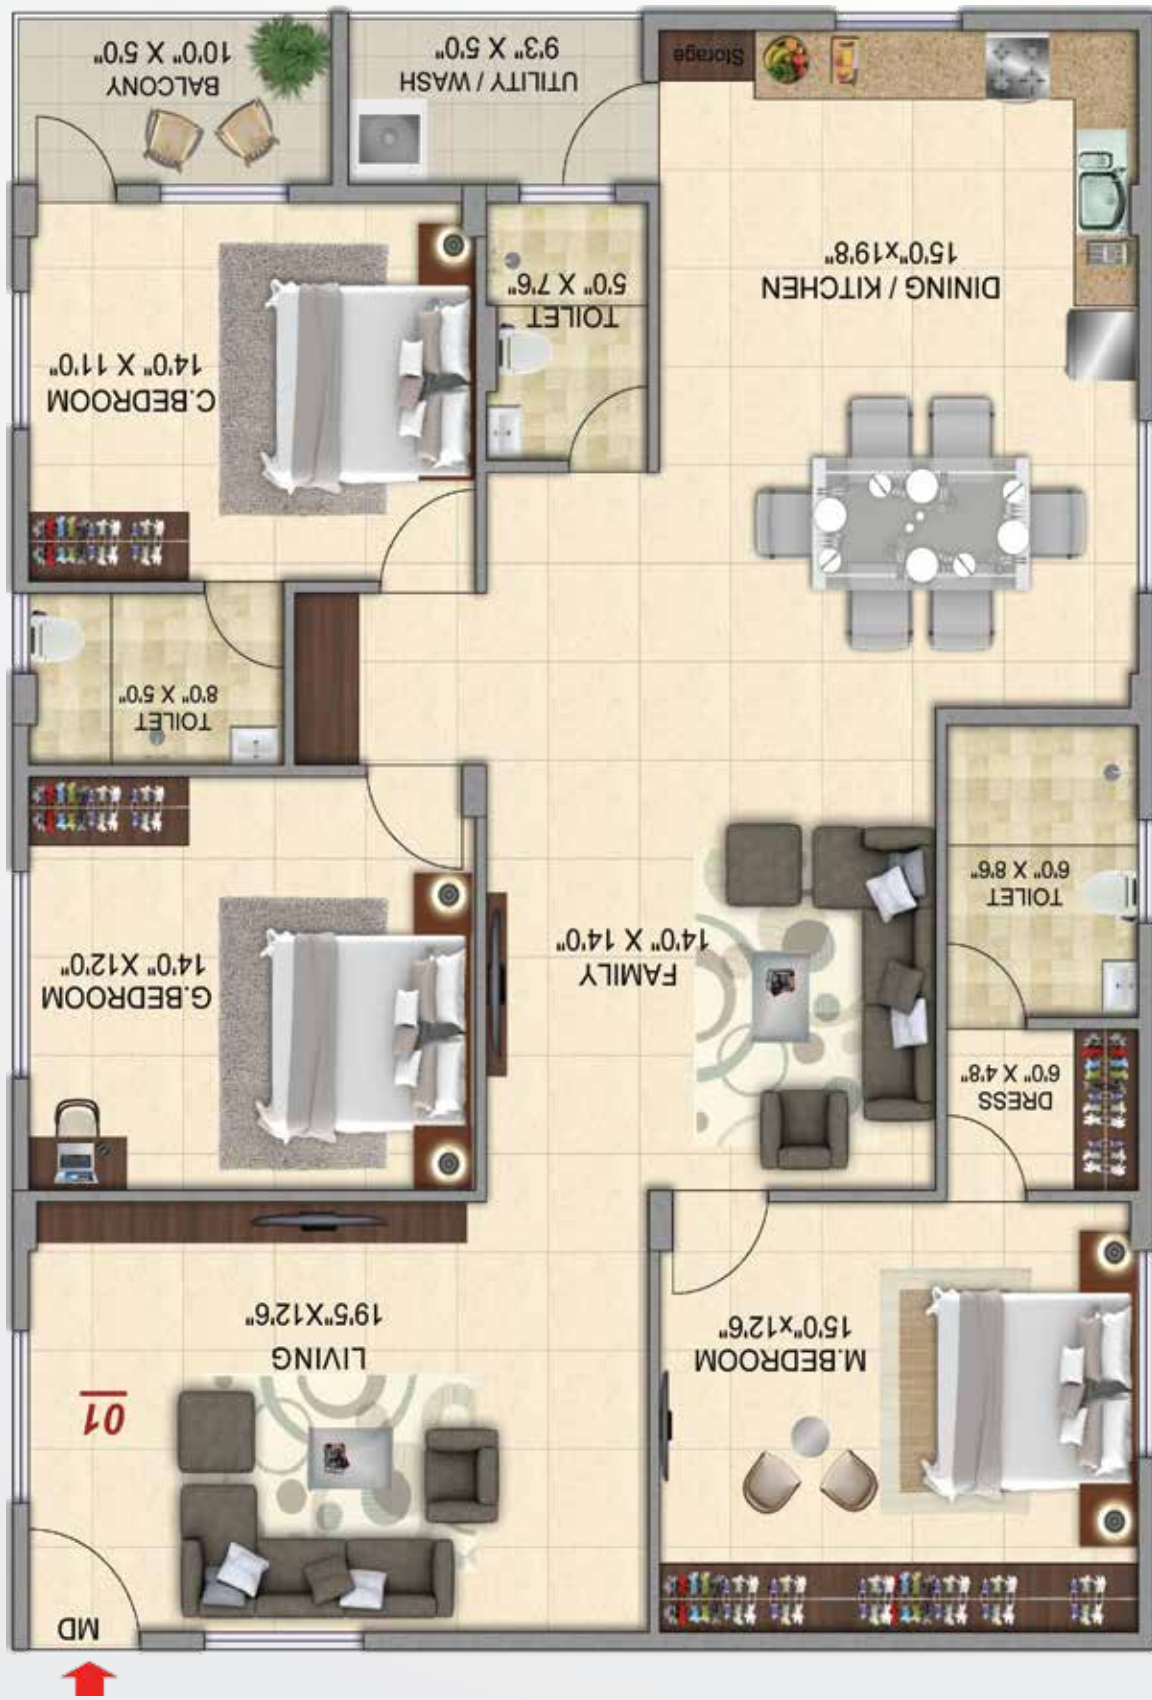 MD
01
LIVING
19'5"X12'6"
M.BEDROOM
15'0"x12'6"
DRESS
6'0" X 4'8"
G.BEDROOM
14'0" X12'0"
FAMILY
14'0" X 14'0"
TOILET
6'0" X 8'6"
TOILET
8'0" X 5'0"
C.BEDROOM
14'0" X 11'0"
TOILET
5'0" X 7'6"
DINING / KITCHEN
15'0"x19'8"
Storage
UTILITY / WASH
9'3" X 5'0"
BALCONY
10'0" X 5'0"